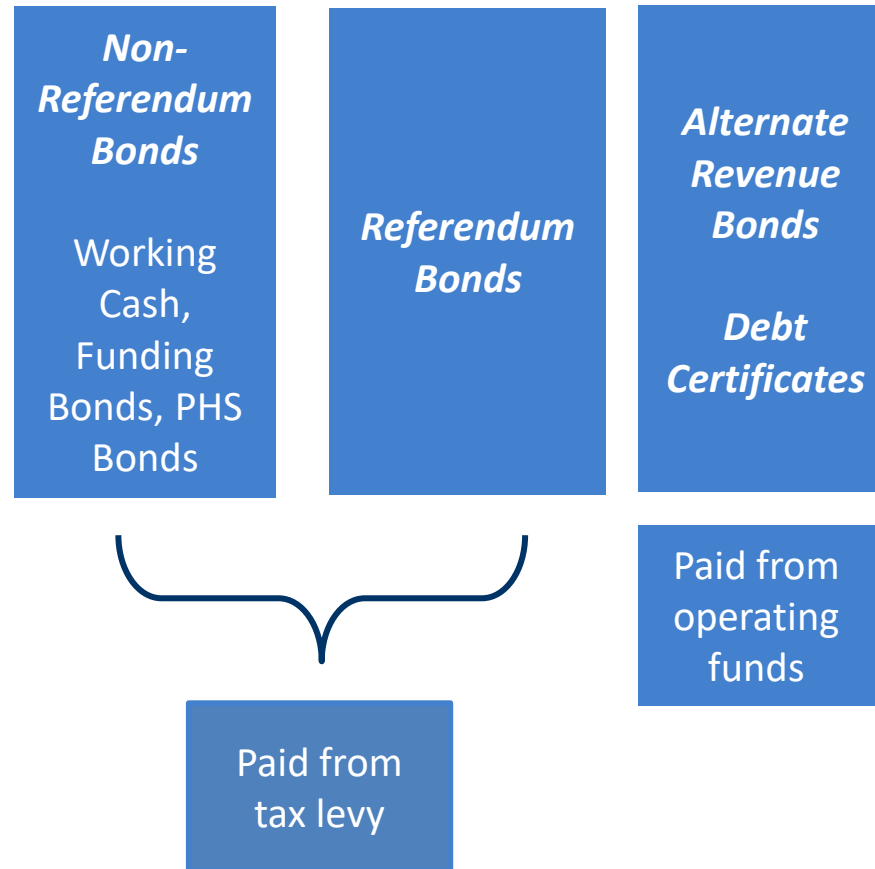 Non-
Referendum
Bonds
Working
Cash,
Funding
Bonds, PHS
Bonds
Referendum
Bonds
Alternate
Revenue
Bonds
Debt
Certificates
Paid from
operating
funds
Paid from
tax levy